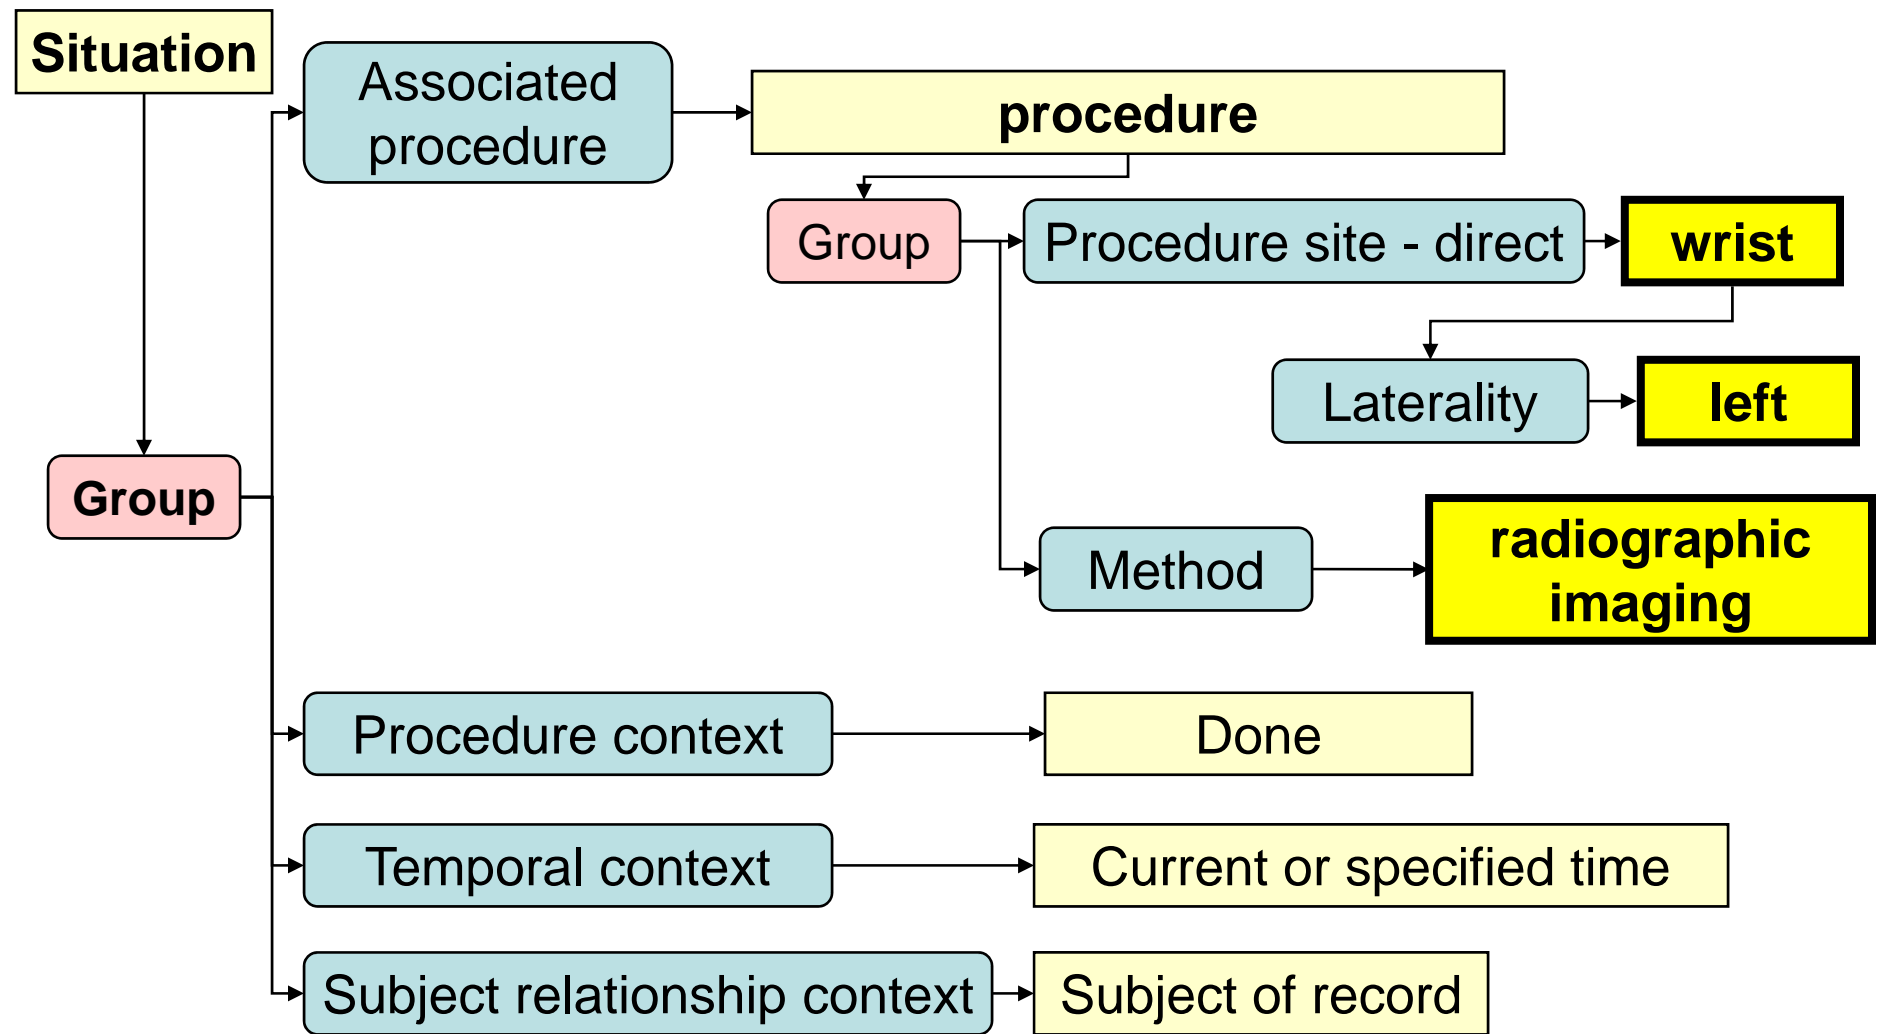 Situation
Associated
procedure
procedure
Group
Procedure site - direct
wrist
Laterality
left
Group
Method
radiographic
imaging
Procedure context
Done
Temporal context
Current or specified time
Subject relationship context
Subject of record